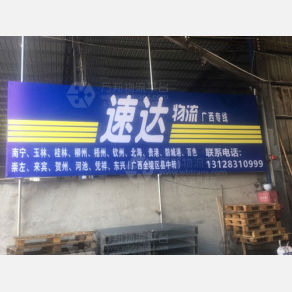 速达物流 广西专线
南宁、玉林、桂林、柳州、梧州、钦州、北海、贵港、防城港、百色 联系电话：
崇左、来宾、贺州、河池、凭祥、东兴/广西全境区县中转 13128310999